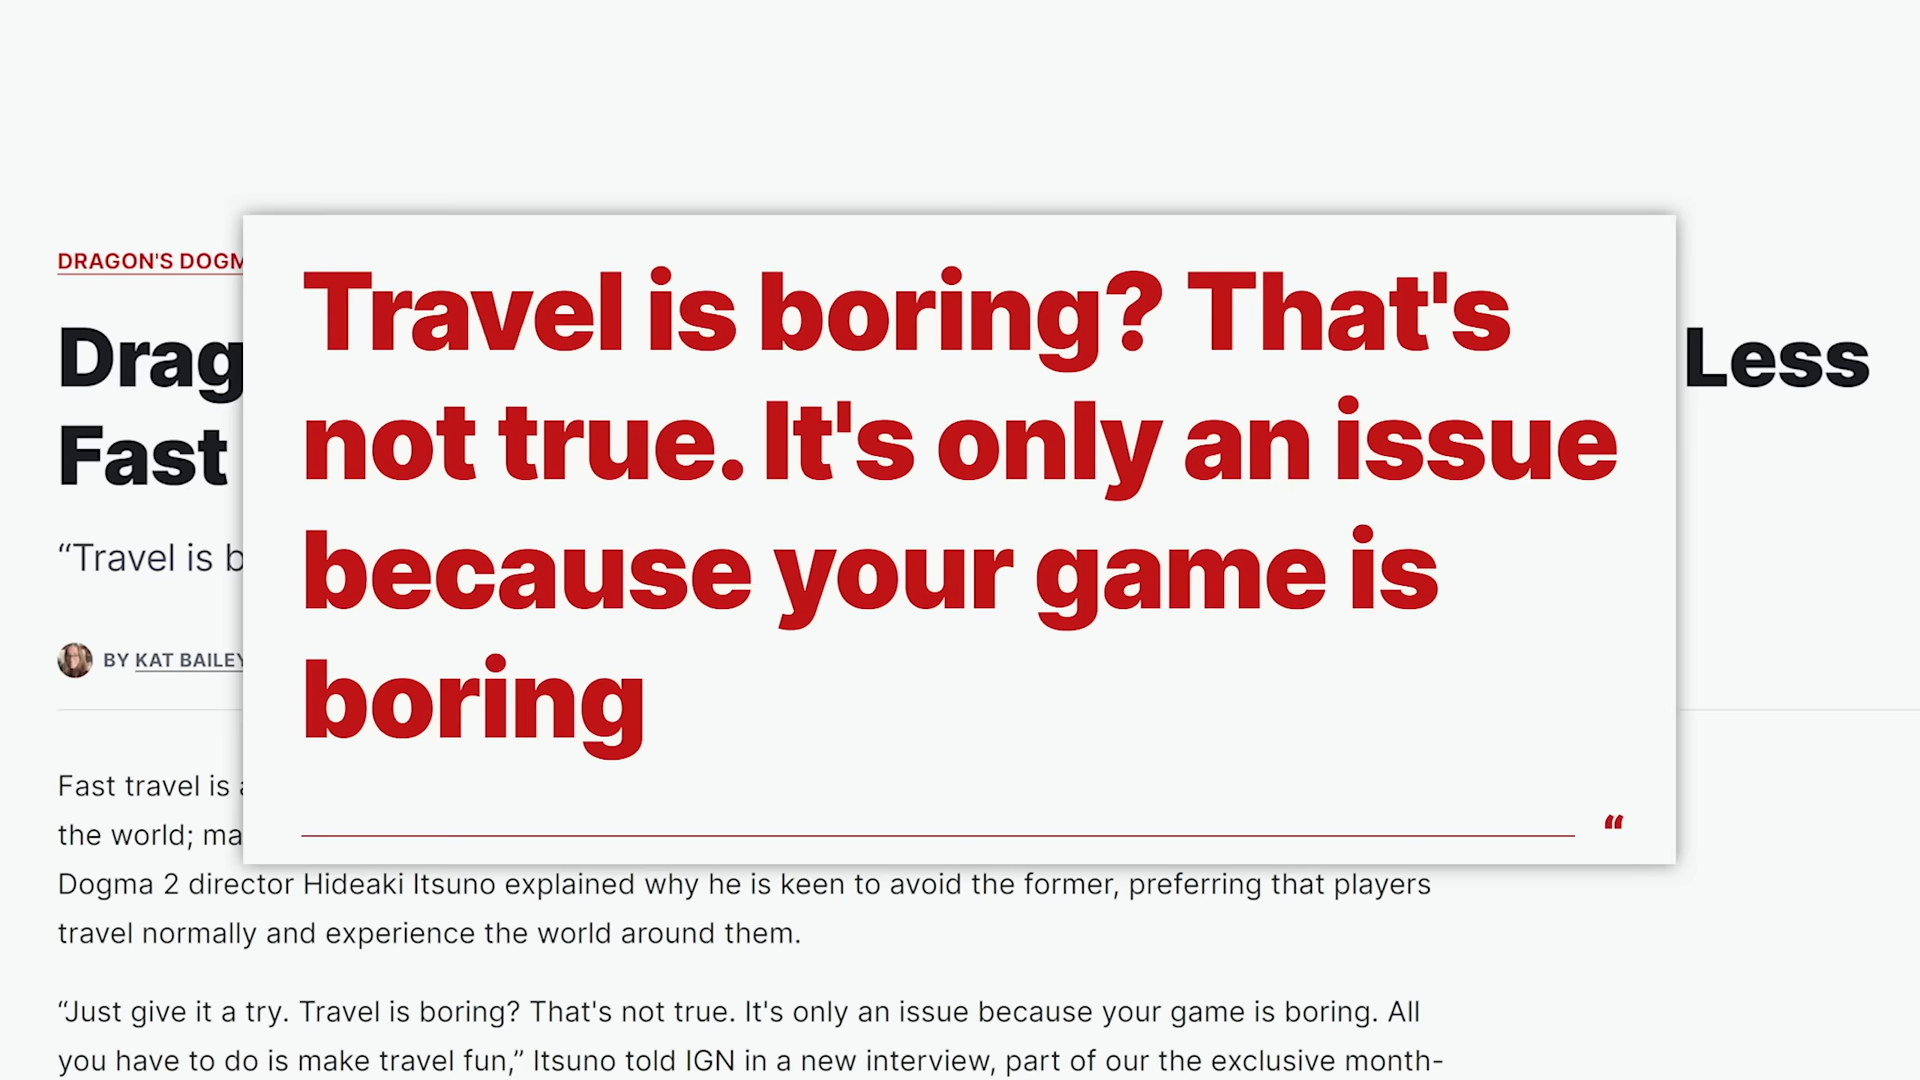 DRAGON'S DOGM
Travel is boring? That's
not true. It's only an issue
because your game is
boring
“
Drag
Less
Fast
“Travel is b
BY KAT BAILEY
Fast travel is
the world; ma
Dogma 2 director Hideaki Itsuno explained why he is keen to avoid the former, preferring that players
travel normally and experience the world around them.
“Just give it a try. Travel is boring? That's not true. It's only an issue because your game is boring. All
you have to do is make travel fun,” Itsuno told IGN in a new interview, part of our the exclusive month-